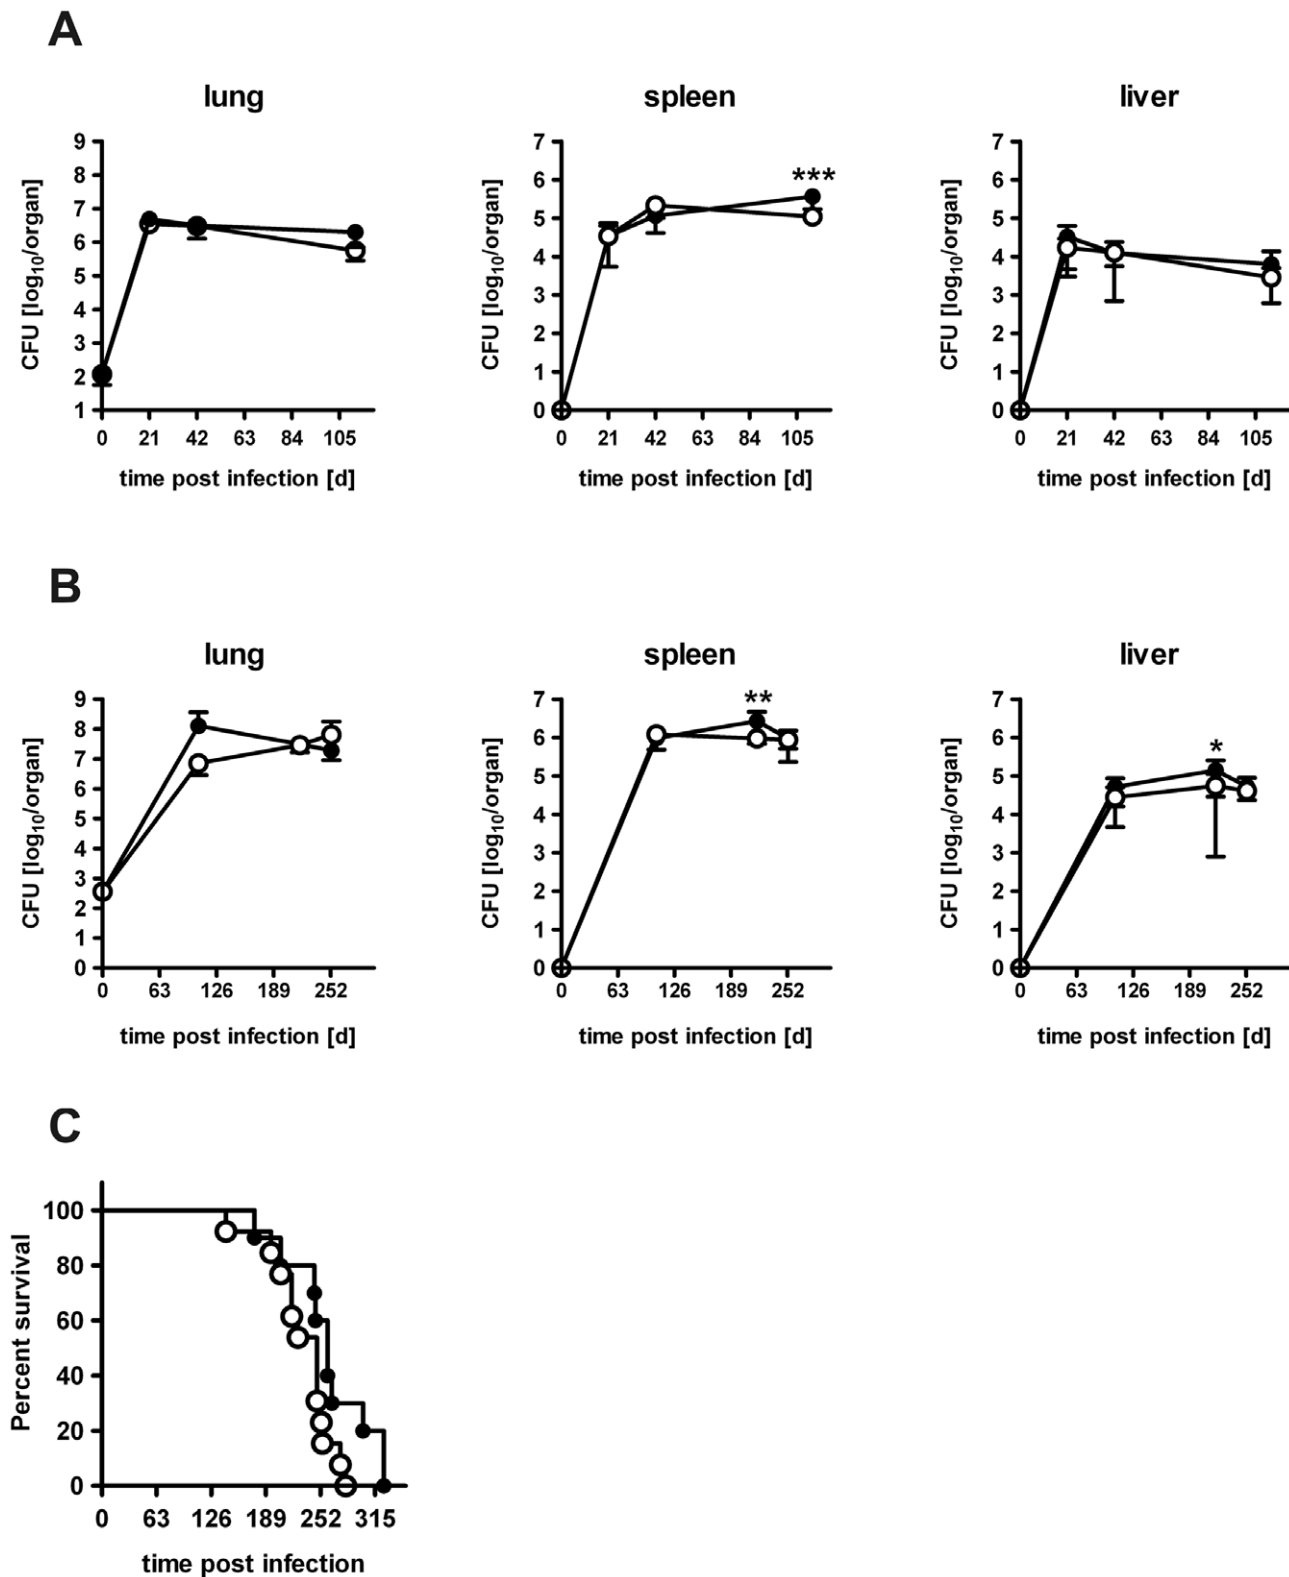 A
lung
spleen
liver
CFU [log10/organ]
9
8
7
6
5
4
3
2
1
0 21 42 63 84 105
time post infection [d]
CFU [log10/organ]
7
6
5
4
3
2
1
0
***
0 21 42 63 84 105
time post infection [d]
CFU [log10/organ]
7
6
5
4
3
2
1
0
0 21 42 63 84 105
time post infection [d]
B
lung
spleen
liver
CFU [log10/organ]
9
8
7
6
5
4
3
2
1
0
0 63 126 189 252
time post infection [d]
CFU [log10/organ]
7
6
5
4
3
2
1
0
**
0 63 126 189 252
time post infection [d]
CFU [log10/organ]
7
6
5
4
3
2
1
0
*
0 63 126 189 252
time post infection [d]
C
Percent survival
100
80
60
40
20
0
0 63 126 189 252 315
time post infection